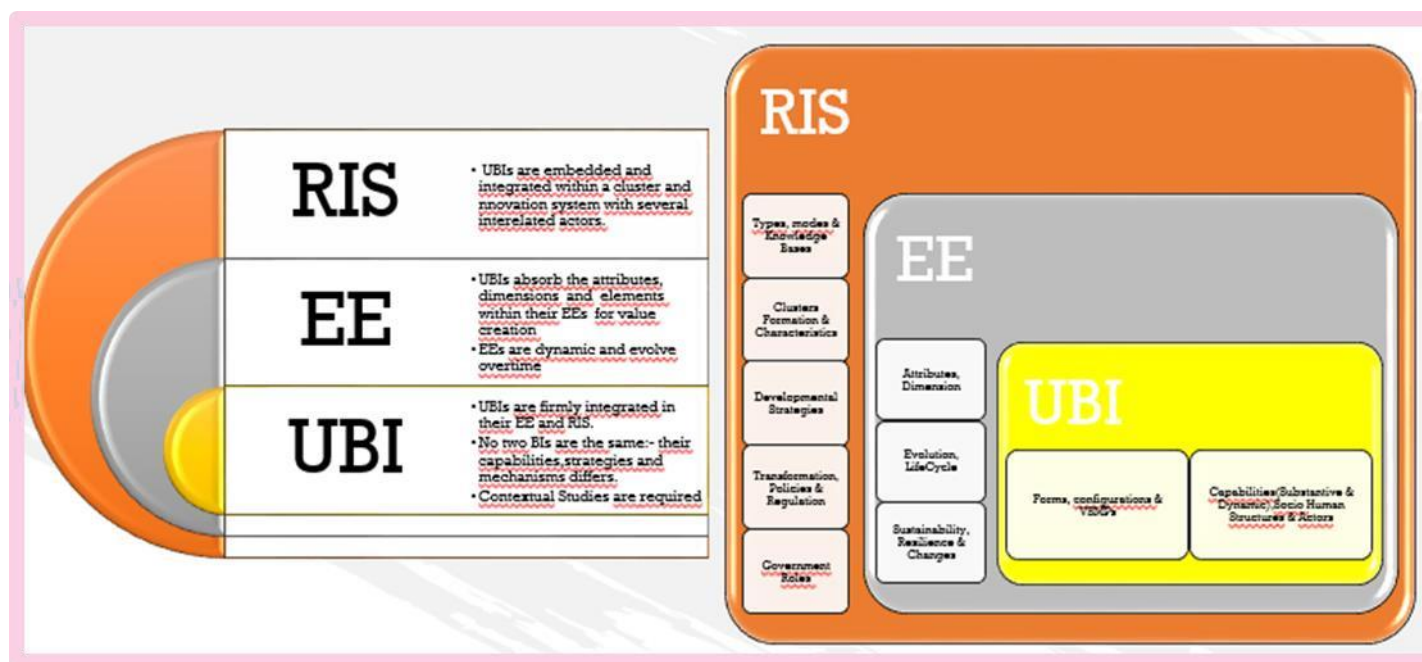 RIS
• UBIs are embedded and
integrated within a cluster and
nnovation system with several
interelated actors.
EE
• UBIs absorb the attributes,
dimensions and elements
within their EEs for value
creation
• EEs are dynamic and evolve
overtime
UBI
• UBIs are firmly integrated in
their EE and RIS.
• No two BIs are the same:- their
capabilities,strategies and
mechanisms differs.
• Contextual Studies are required
RIS
Types, modes &
Knowledge
Bases
Clusters
Formation &
Characteristics
Developmental
Strategies
Transformation,
Policies &
Regulation
Government
Roles
EE
Attributes,
Dimension
Evolution,
LifeCycle
Sustainability,
Resilience &
Changes
UBI
Forms, configurations &
Capabilities(Substantive &
Dynamic),Socio Human
Structures & Actors